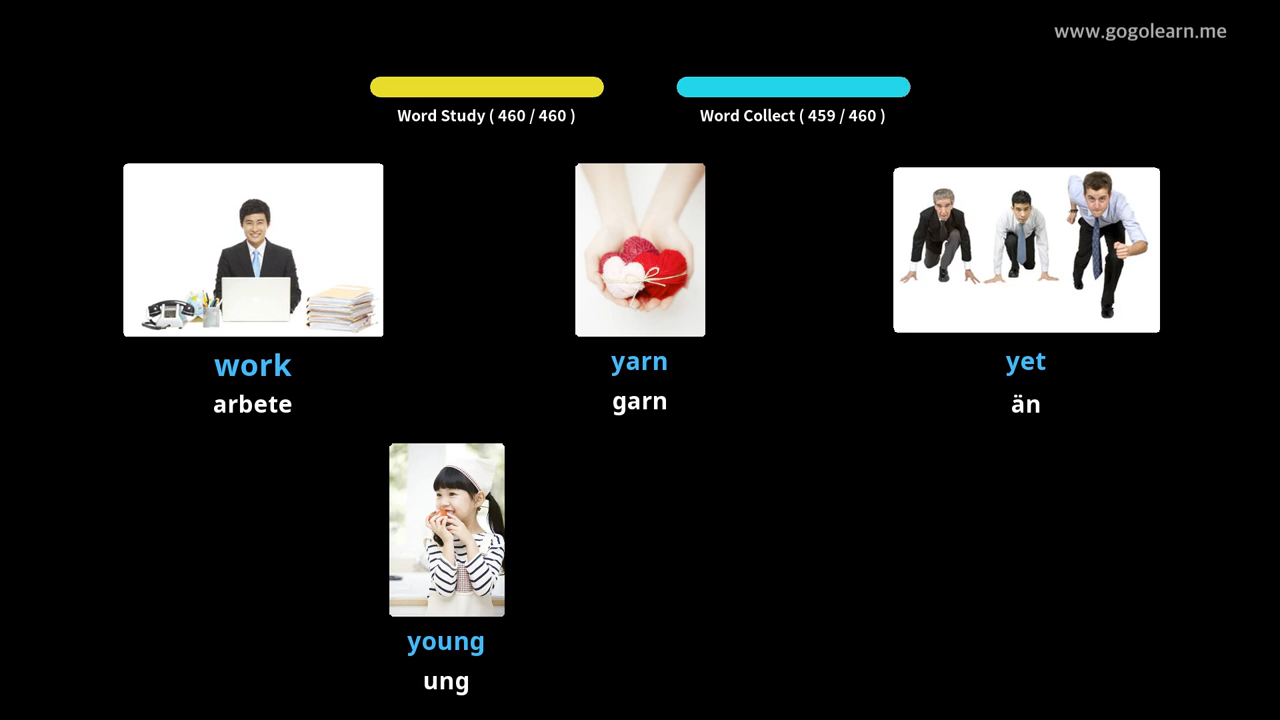 www.gogolearn.me
Word Study ( 460 / 460 )
Word Collect ( 459 / 460 )
work
arbete
yarn
garn
yet
än
young
ung